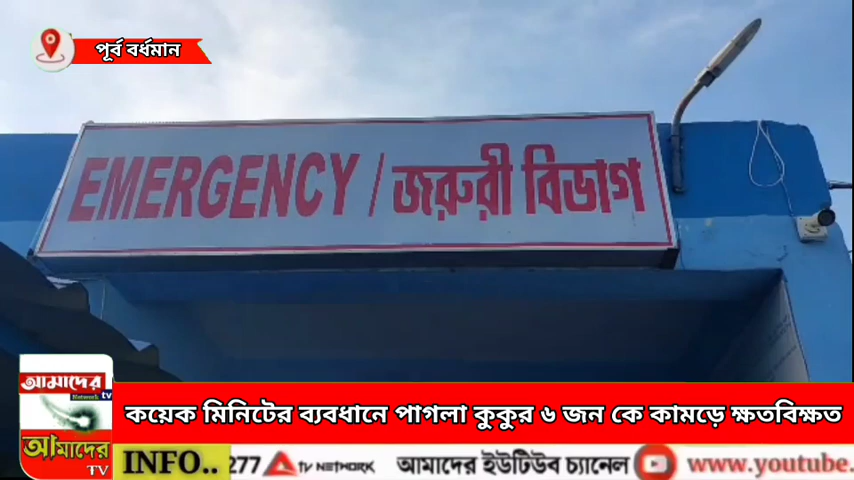 পূর্ব বর্ধমান
EMERGENCY / জরুরী বিভাগ
আমাদের
Network tv
আমাদের
TV
কয়েক মিনিটের ব্যবধানে পাগলা কুকুর ৬ জন কে কামড়ে ক্ষতবিক্ষত
INFO.. 277 ATV NETWORK আমাদের ইউটিউব চ্যানেল www.youtube.